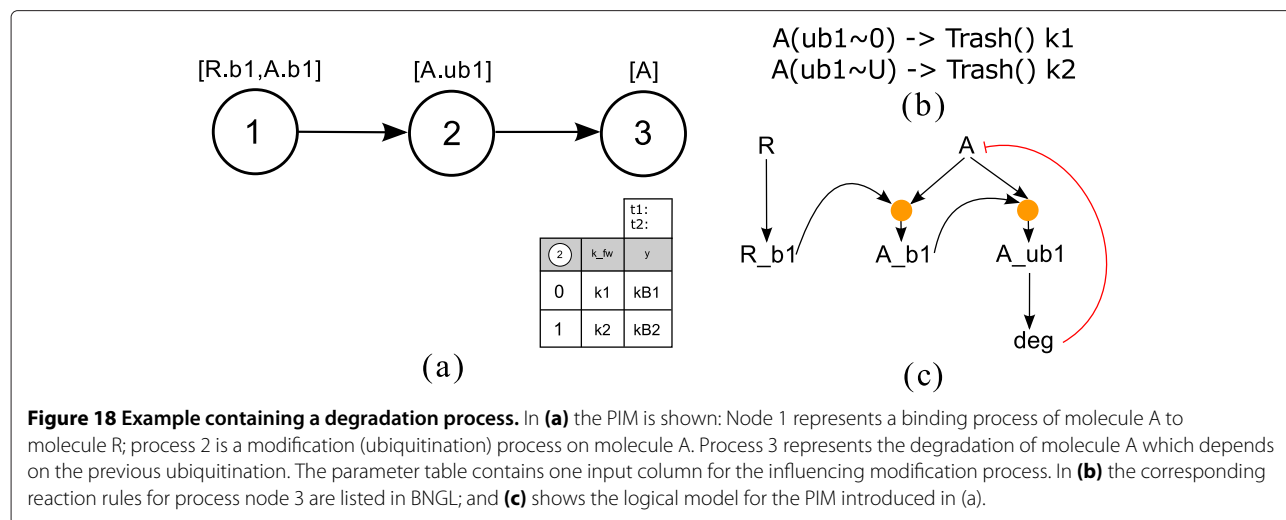 [R.b1,A.b1]
[A.ub1]
[A]
1
2
3
t1:
t2:
2
k_fw
y
0
k1
kB1
1
k2
kB2
(a)
A(ub1~0) -> Trash() k1
A(ub1~U) -> Trash() k2
(b)
R
A
R_b1
A_b1
A_ub1
deg
(c)
Figure 18 Example containing a degradation process. In (a) the PIM is shown: Node 1 represents a binding process of molecule A to
molecule R; process 2 is a modification (ubiquitination) process on molecule A. Process 3 represents the degradation of molecule A which depends
on the previous ubiquitination. The parameter table contains one input column for the influencing modification process. In (b) the corresponding
reaction rules for process node 3 are listed in BNGL; and (c) shows the logical model for the PIM introduced in (a).